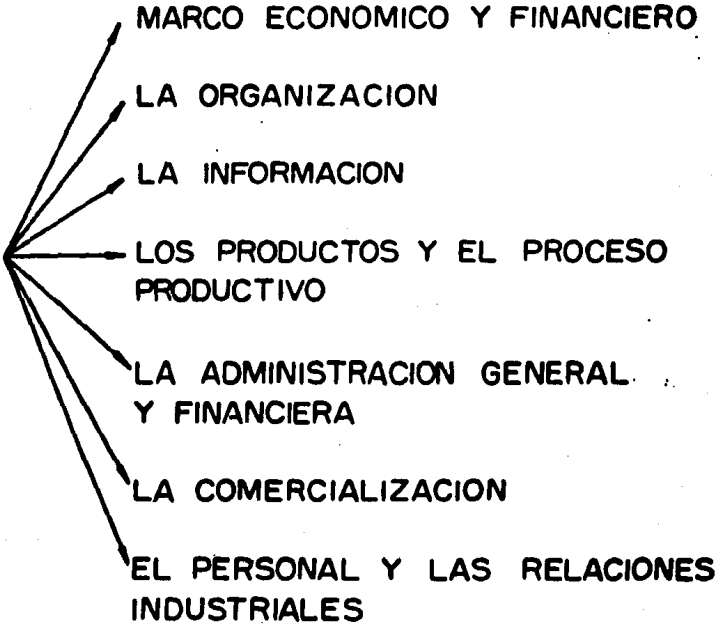 MARCO ECONOMICO Y FINANCIERO
LA ORGANIZACION
LA INFORMACION
LOS PRODUCTOS Y EL PROCESO
PRODUCTIVO
LA ADMINISTRACION GENERAL
Y FINANCIERA
LA COMERCIALIZACION
EL PERSONAL Y LAS RELACIONES
INDUSTRIALES